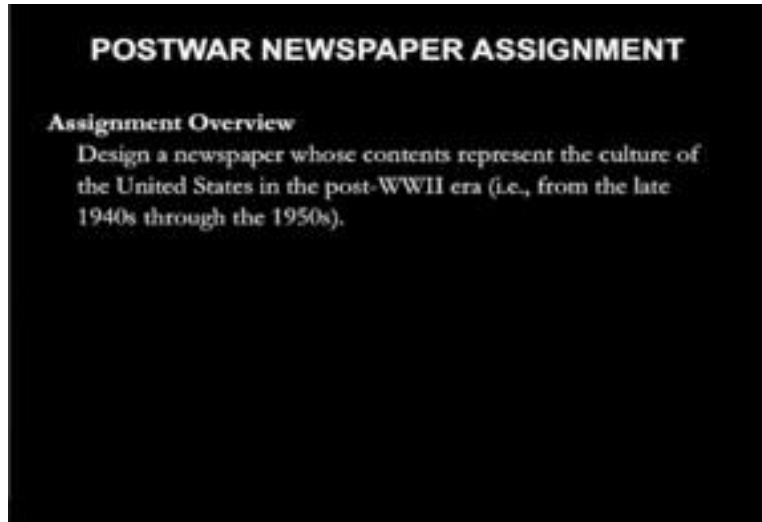 POSTWAR NEWSPAPER ASSIGNMENT
Assignment Overview
Design a newspaper whose contents represent the culture of
the United States in the post-WWII era (i.e., from the late
1940s through the 1950s).